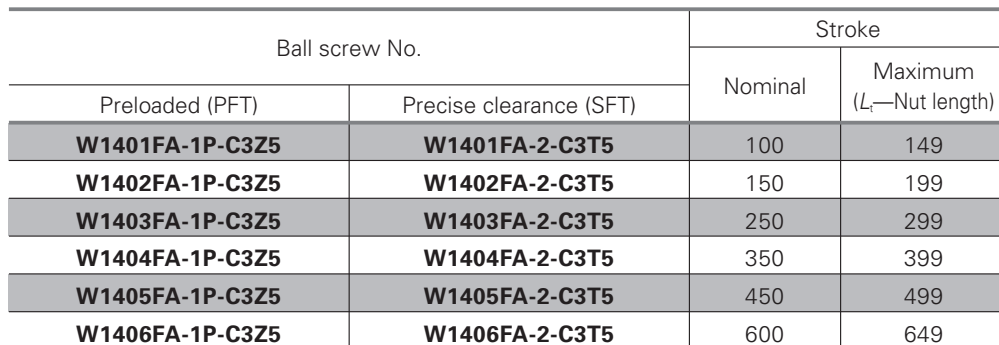 Ball screw No. Stroke
Preloaded (PFT) Precise clearance (SFT) Nominal Maximum
(Lt—Nut length)
W1401FA-1P-C3Z5 W1401FA-2-C3T5 100 149
W1402FA-1P-C3Z5 W1402FA-2-C3T5 150 199
W1403FA-1P-C3Z5 W1403FA-2-C3T5 250 299
W1404FA-1P-C3Z5 W1404FA-2-C3T5 350 399
W1405FA-1P-C3Z5 W1405FA-2-C3T5 450 499
W1406FA-1P-C3Z5 W1406FA-2-C3T5 600 649